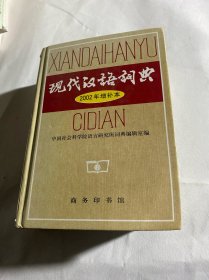 XIANDAIHANYU
现代汉语词典
2002年增补本
CIDIAN
中国社会科学院语言研究所词典编辑室编
商务印书馆